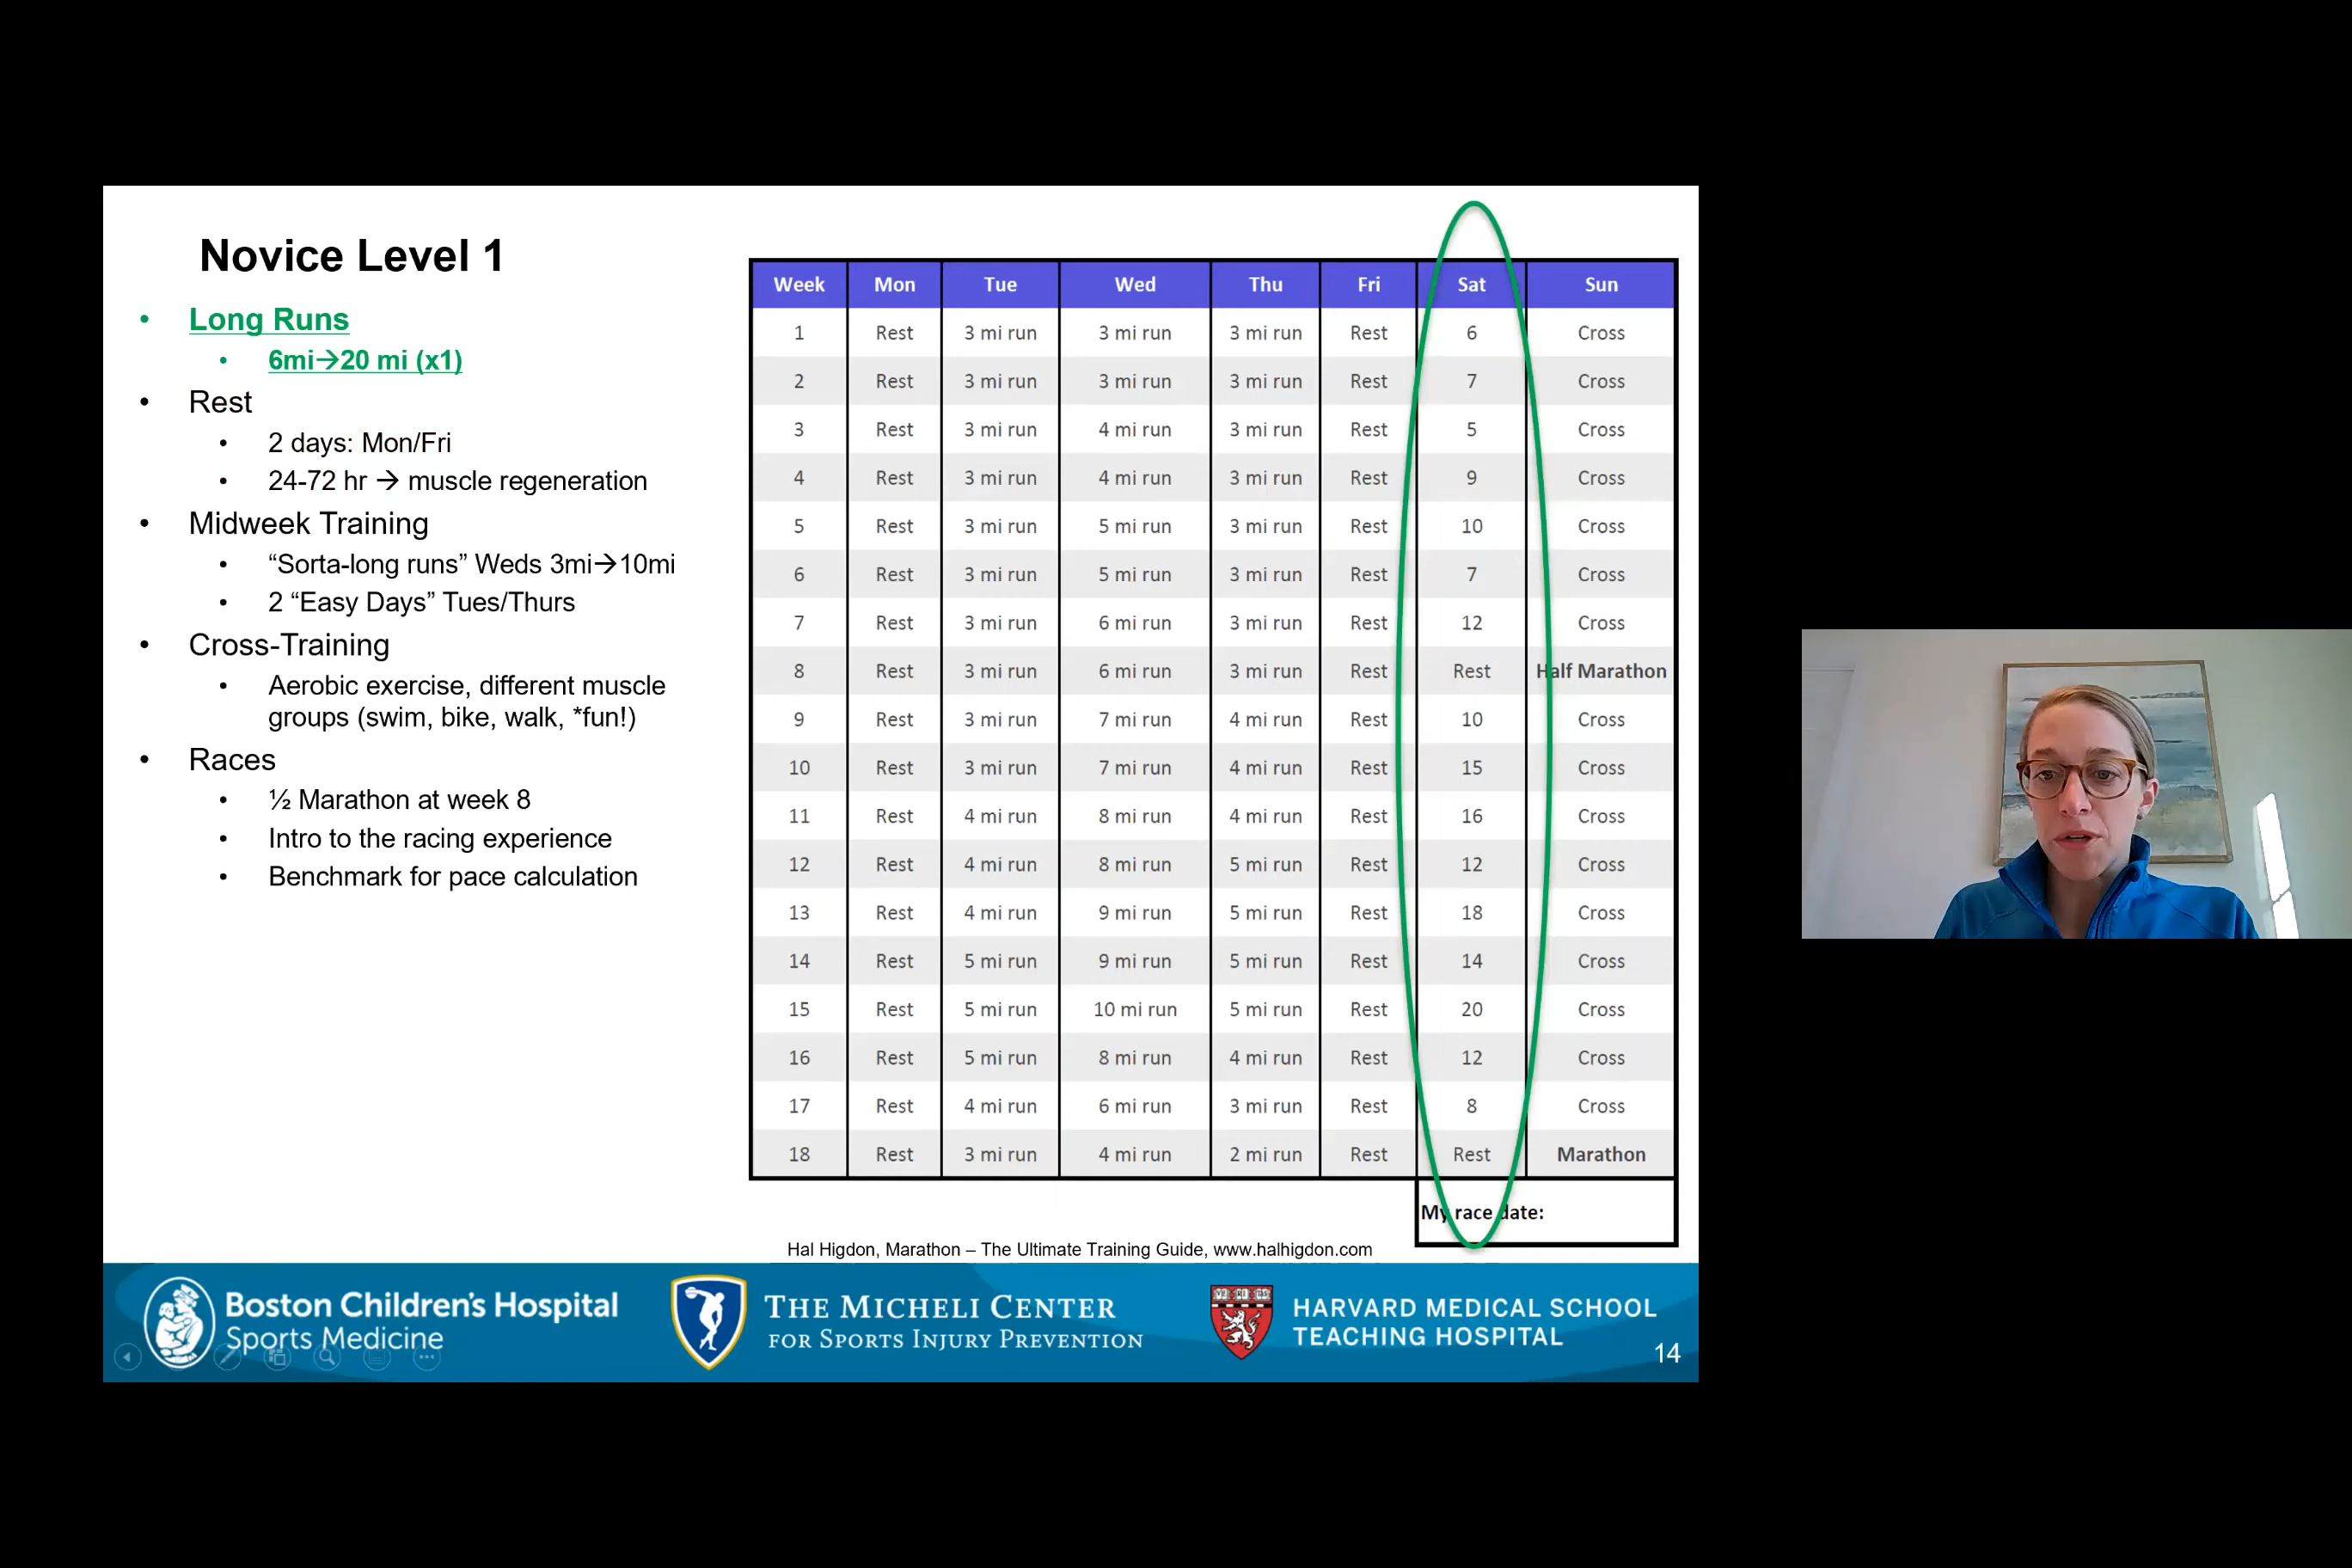 Novice Level 1
• Long Runs
• 6mi→20 mi (x1)
• Rest
• 2 days: Mon/Fri
• 24-72 hr → muscle regeneration
• Midweek Training
• “Sorta-long runs” Weds 3mi→10mi
• 2 “Easy Days” Tues/Thurs
• Cross-Training
• Aerobic exercise, different muscle
groups (swim, bike, walk, *fun!)
• Races
• ½ Marathon at week 8
• Intro to the racing experience
• Benchmark for pace calculation
Week Mon Tue Wed Thu Fri Sat Sun
1 Rest 3 mi run 3 mi run 3 mi run Rest 6 Cross
2 Rest 3 mi run 3 mi run 3 mi run Rest 7 Cross
3 Rest 3 mi run 4 mi run 3 mi run Rest 5 Cross
4 Rest 3 mi run 4 mi run 3 mi run Rest 9 Cross
5 Rest 3 mi run 5 mi run 3 mi run Rest 10 Cross
6 Rest 3 mi run 5 mi run 3 mi run Rest 7 Cross
7 Rest 3 mi run 6 mi run 3 mi run Rest 12 Cross
8 Rest 3 mi run 6 mi run 3 mi run Rest Rest Half Marathon
9 Rest 3 mi run 7 mi run 4 mi run Rest 10 Cross
10 Rest 3 mi run 7 mi run 4 mi run Rest 15 Cross
11 Rest 4 mi run 8 mi run 4 mi run Rest 16 Cross
12 Rest 4 mi run 8 mi run 5 mi run Rest 12 Cross
13 Rest 4 mi run 9 mi run 5 mi run Rest 18 Cross
14 Rest 5 mi run 9 mi run 5 mi run Rest 14 Cross
15 Rest 5 mi run 10 mi run 5 mi run Rest 20 Cross
16 Rest 5 mi run 8 mi run 4 mi run Rest 12 Cross
17 Rest 4 mi run 6 mi run 3 mi run Rest 8 Cross
18 Rest 3 mi run 4 mi run 2 mi run Rest Rest Marathon
My race date:
Hal Higdon, Marathon – The Ultimate Training Guide, www.halhigdon.com
Boston Children's Hospital
Sports Medicine
THE MICHELI CENTER
FOR SPORTS INJURY PREVENTION
HARVARD MEDICAL SCHOOL
TEACHING HOSPITAL
14